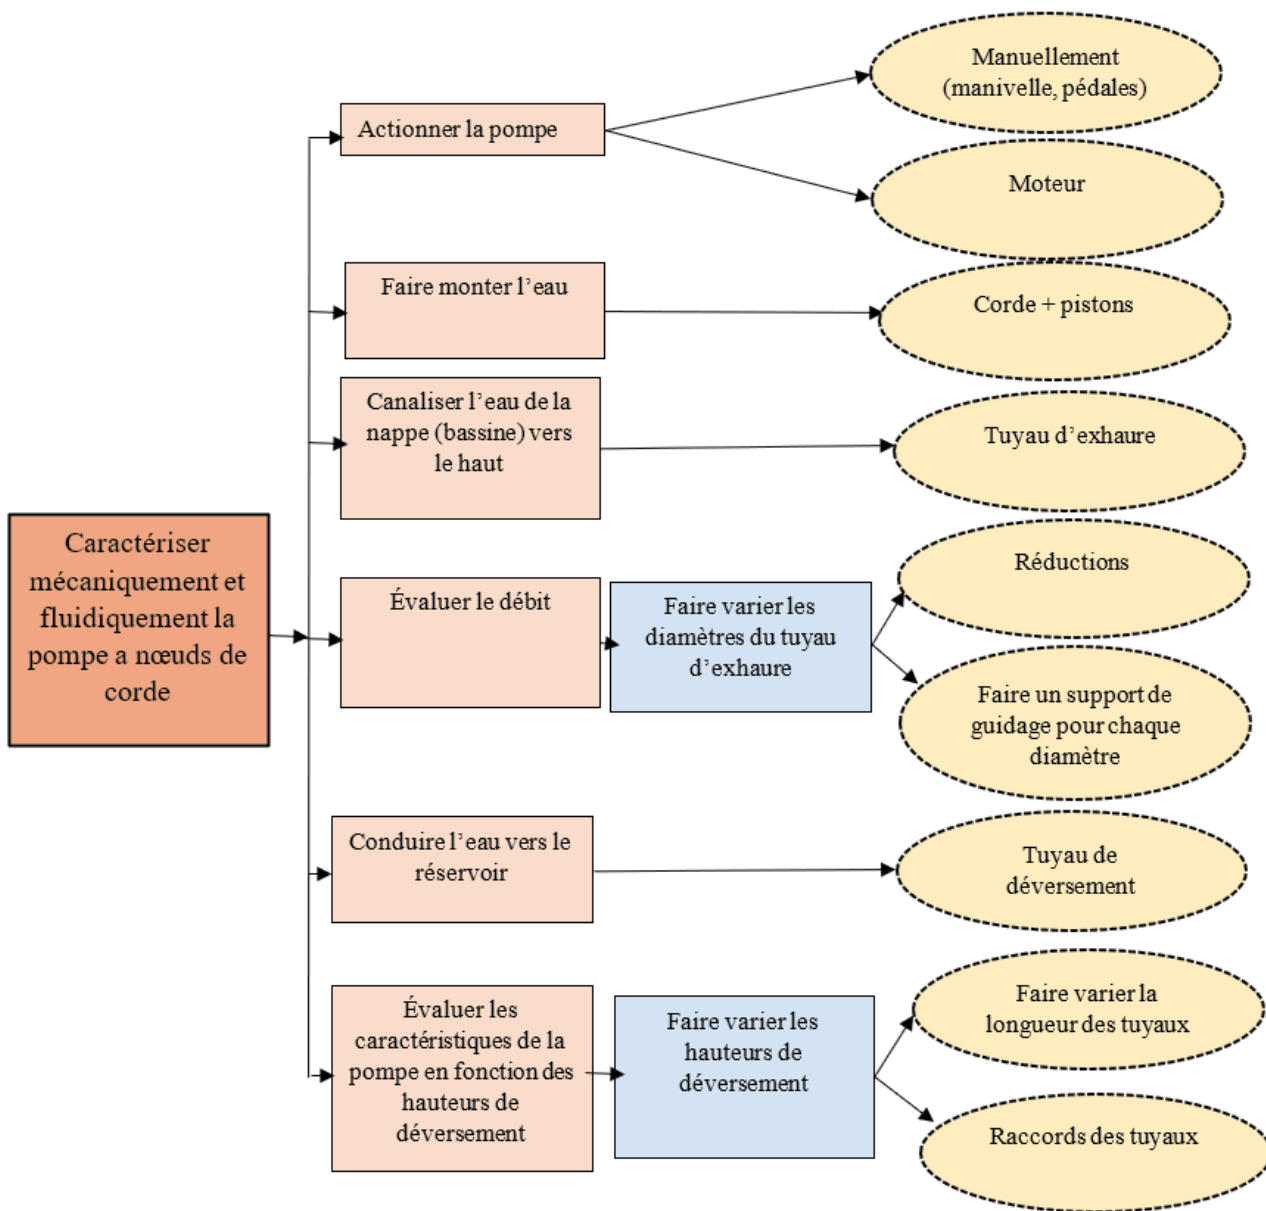 Caractériser
mécaniquement et
fluidiquement la
pompe a nœuds de
corde
Actionner la pompe
Manuellement
(manivelle, pédales)
Moteur
Faire monter l’eau
Corde + pistons
Canaliser l’eau de la
nappe (bassine) vers
le haut
Tuyau d’exhaure
Évaluer le débit
Faire varier les
diamètres du tuyau
d’exhaure
Réductions
Faire un support de
guidage pour chaque
diamètre
Conduire l’eau vers le
réservoir
Tuyau de
déversement
Évaluer les
caractéristiques de la
pompe en fonction des
hauteurs de
déversement
Faire varier les
hauteurs de
déversement
Faire varier la
longueur des tuyaux
Raccords des tuyaux